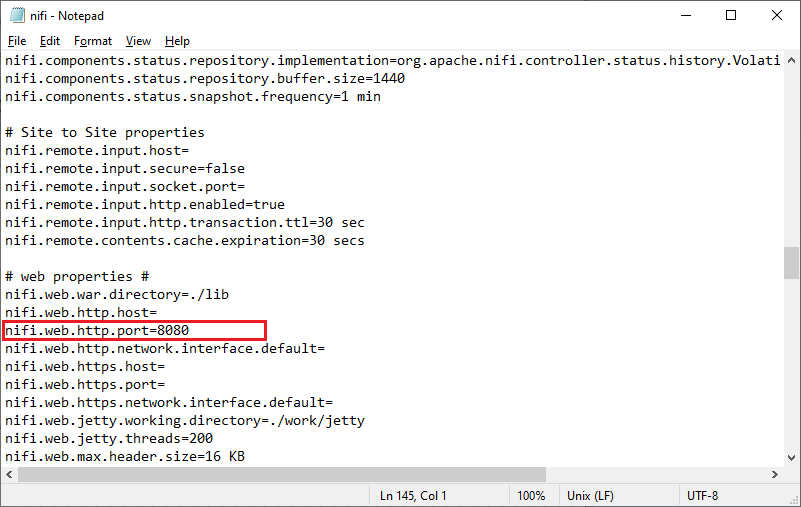 nifi - Notepad
File Edit Format View Help
nifi.components.status.repository.implementation=org.apache.nifi.controller.status.history.Volati
nifi.components.status.repository.buffer.size=1440
nifi.components.status.snapshot.frequency=1 min
# Site to Site properties
nifi.remote.input.host=
nifi.remote.input.secure=false
nifi.remote.input.socket.port=
nifi.remote.input.http.enabled=true
nifi.remote.input.http.transaction.ttl=30 sec
nifi.remote.contents.cache.expiration=30 secs
# web properties #
nifi.web.war.directory=./lib
nifi.web.http.host=
nifi.web.http.port=8080
nifi.web.http.network.interface.default=
nifi.web.https.host=
nifi.web.https.port=
nifi.web.https.network.interface.default=
nifi.web.jetty.working.directory=./work/jetty
nifi.web.jetty.threads=200
nifi.web.max.header.size=16 KB
Ln 145, Col 1 100% Unix (LF) UTF-8